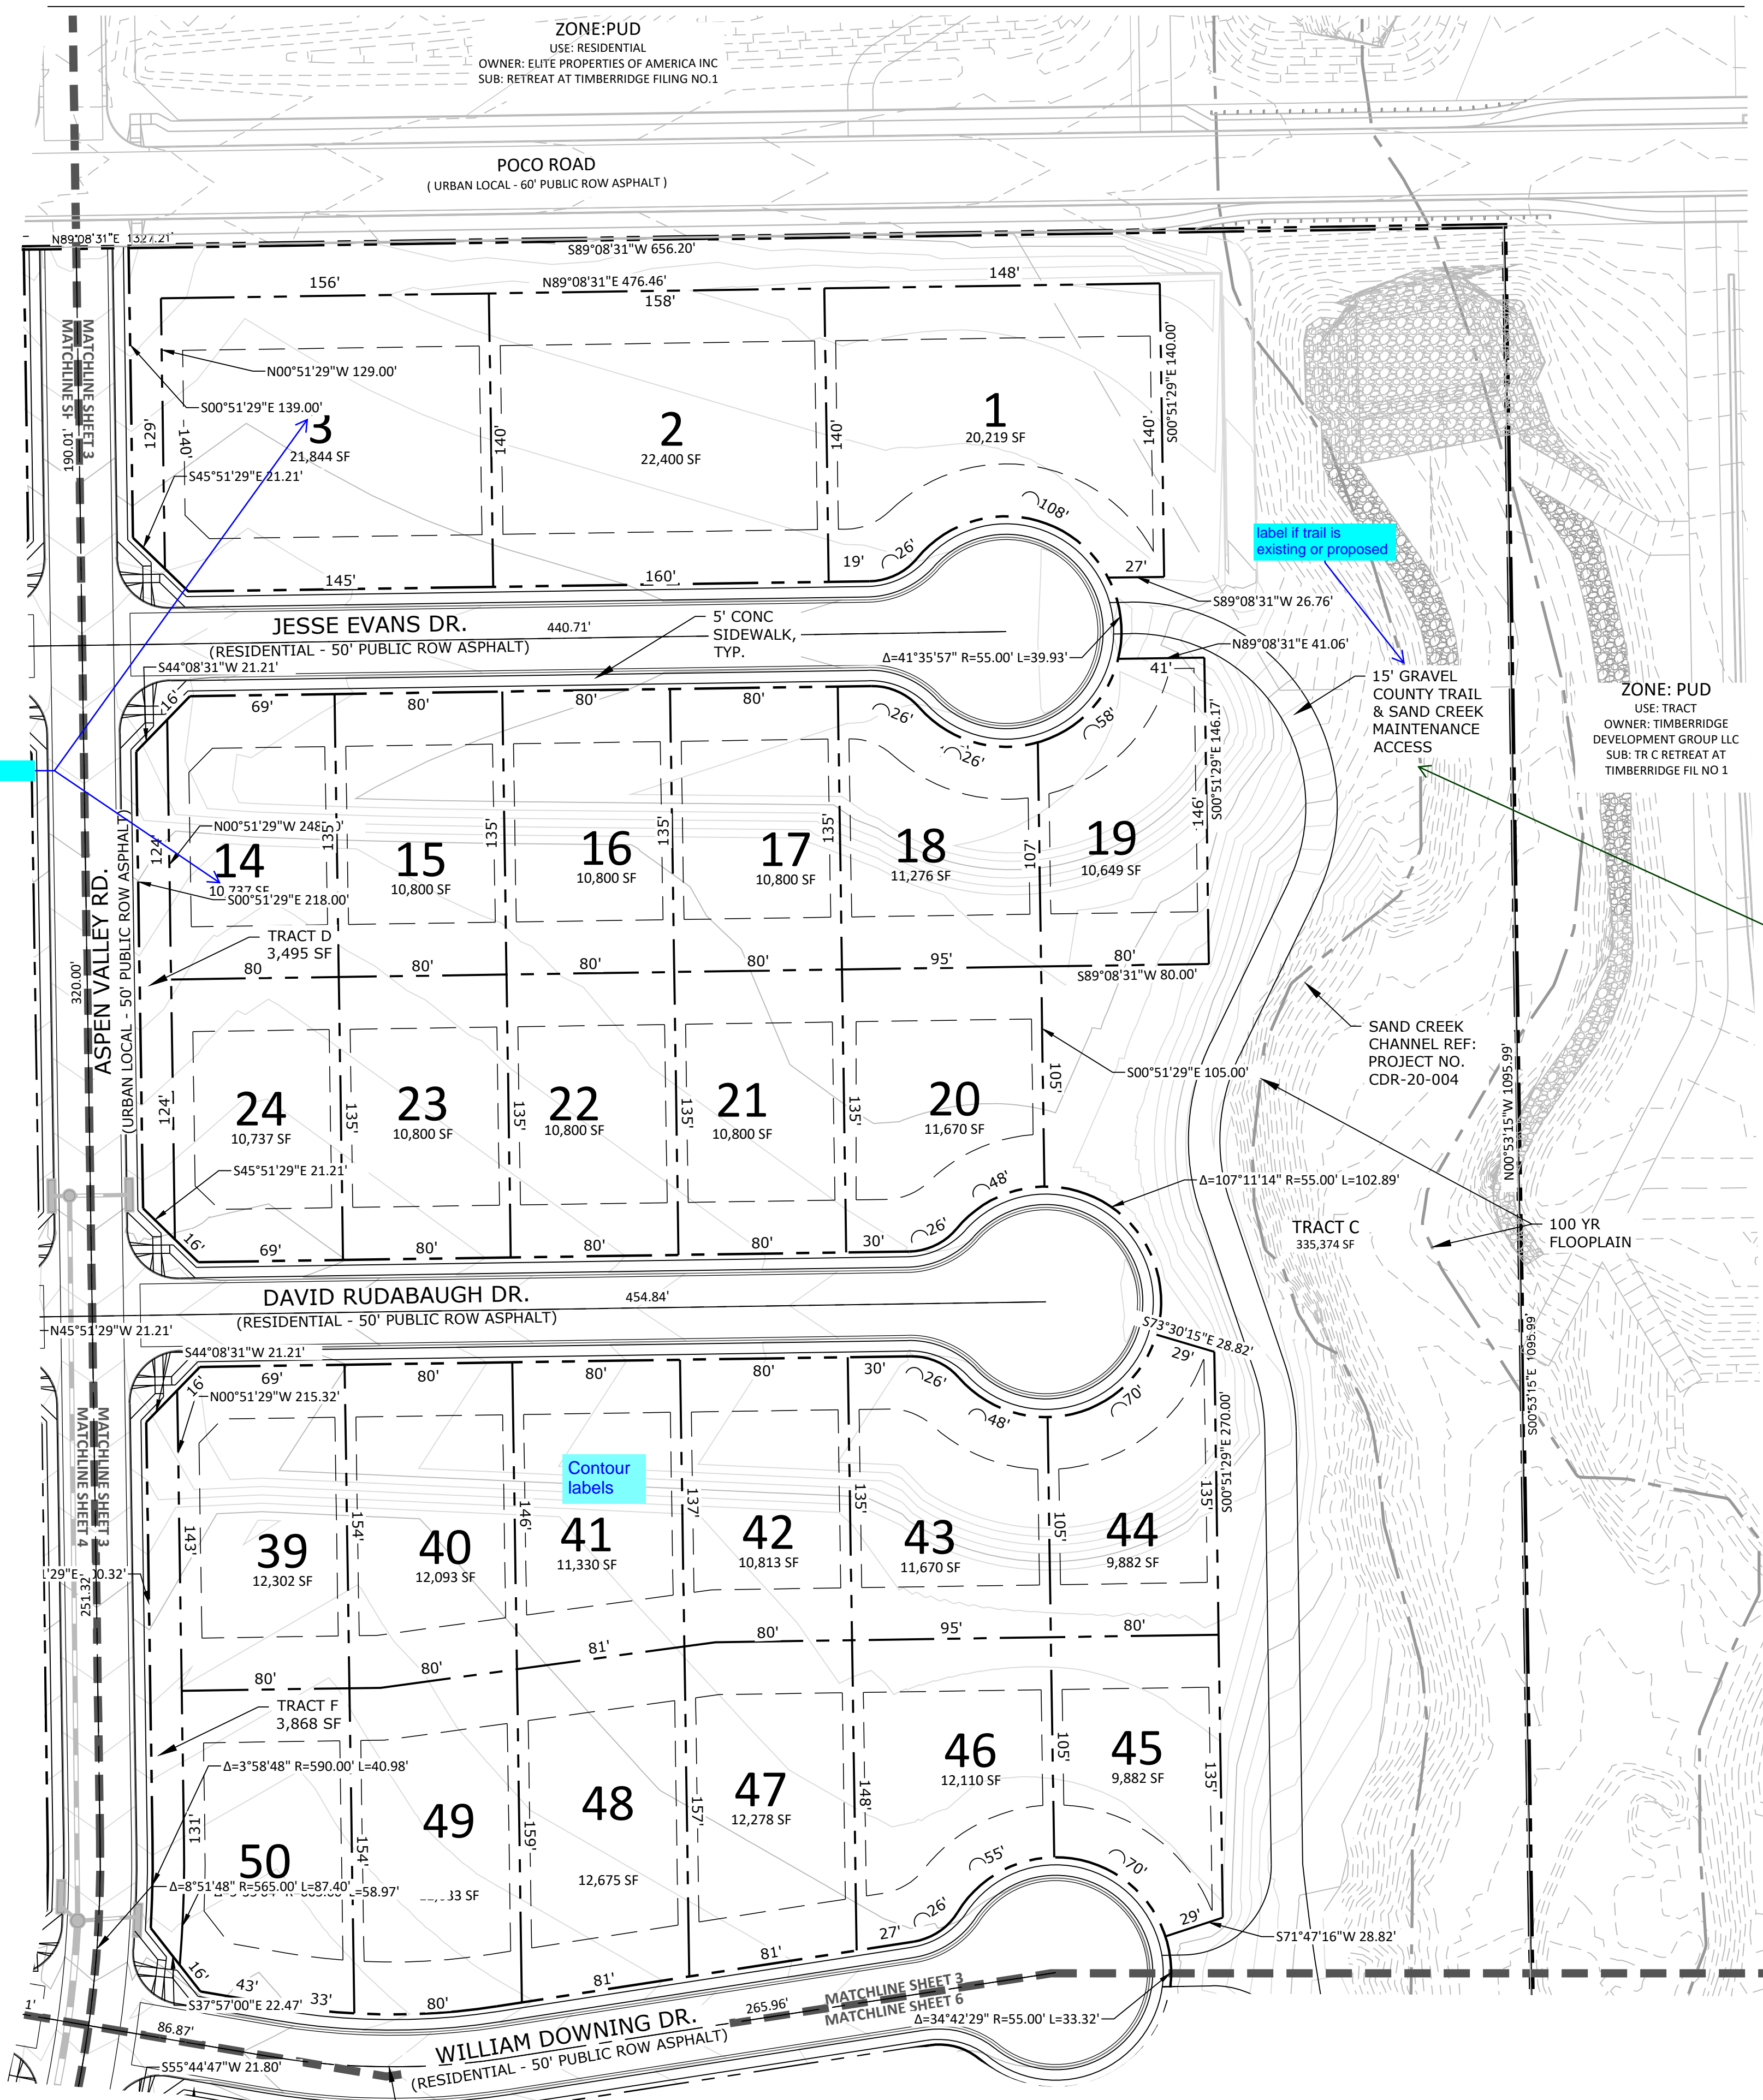 ZONE:PUD
USE: RESIDENTIAL
OWNER: ELITE PROPERTIES OF AMERICA INC
SUB: RETREAT AT TIMBERRIDGE FILING NO.1
POCO ROAD
( URBAN LOCAL - 60' PUBLIC ROW ASPHALT )
N89°08'31"E 1327.21'
S89°08'31"W 656.20'
156'
N89°08'31"E 476.46'
158'
148'
MATCHLINE SHEET 3
MATCHLINE
190.10'
N00°51'29"W 129.00'
S00°51'29"E 139.00'
129'
140'
3
21,844 SF
S45°51'29"E 21.21'
140'
2
22,400 SF
140'
1
20,219 SF
140'
S00°51'29"E 140.00'
108'
26'
19'
145'
160'
27'
label if trail is
existing or proposed
S89°08'31"W 26.76'
JESSE EVANS DR.
440.71'
(RESIDENTIAL - 50' PUBLIC ROW ASPHALT)
5' CONC
SIDEWALK,
TYP.
Δ=41°35'57" R=55.00' L=39.93'
N89°08'31"E 41.06'
S44°08'31"W 21.21'
16'
69'
80'
80'
80'
26'
26'
58'
41'
15' GRAVEL
COUNTY TRAIL
& SAND CREEK
MAINTENANCE
ACCESS
ZONE: PUD
USE: TRACT
OWNER: TIMBERRIDGE
DEVELOPMENT GROUP LLC
SUB: TR C RETREAT AT
TIMBERRIDGE FIL NO 1
S00°51'29"E 146.17'
146'
124'
N00°51'29"W
135'
135'
135'
135'
107'
14
10,737 SF
15
10,800 SF
16
10,800 SF
17
10,800 SF
18
11,276 SF
19
10,649 SF
S00°51'29"E 218.00'
TRACT D
3,495 SF
80
80'
80'
80'
95'
80'
S89°08'31"W 80.00'
320.00'
ASPEN VALLEY RD.
(URBAN LOCAL - 50' PUBLIC ROW ASPHALT)
SAND CREEK
CHANNEL REF:
PROJECT NO.
CDR-20-004
S00°51'29"E 105.00'
N00°53'15"W 1095.99'
124'
24
10,737 SF
135'
23
10,800 SF
135'
22
10,800 SF
135'
21
10,800 SF
135'
20
11,670 SF
105'
S45°51'29"E 21.21'
48'
Δ=107°11'14" R=55.00' L=102.89'
16'
69'
80'
80'
80'
30'
26'
TRACT C
335,374 SF
100 YR
FLOOPLAIN
DAVID RUDABAUGH DR.
454.84'
(RESIDENTIAL - 50' PUBLIC ROW ASPHALT)
N45°51'29"W 21.21'
S73°30'15"E 28.82'
S44°08'31"W 21.21'
29'
16'
69'
80'
80'
80'
30'
26'
48'
70'
S00°53'15"E 1095.99'
N00°51'29"W 215.32'
MATCHLINE SHEET 3
MATCHLINE SHEET 4
Contour
labels
S00°51'29"E 270.00'
143'
39
12,302 SF
154'
40
12,093 SF
146'
41
11,330 SF
137'
42
10,813 SF
135'
43
11,670 SF
105'
44
9,882 SF
135'
251.32'
80'
80'
81'
80'
95'
80'
TRACT F
3,868 SF
Δ=3°58'48" R=590.00' L=40.98'
131'
50
154'
49
159'
48
12,675 SF
157'
47
12,278 SF
148'
46
12,110 SF
105'
45
9,882 SF
135'
Δ=8°51'48" R=565.00' L=87.40'
L=58.97'
55'
70'
26'
27'
29'
S71°47'16"W 28.82'
16'
43'
33'
80'
81'
81'
S37°57'00"E 22.47'
86.87'
265.96'
MATCHLINE SHEET 3
MATCHLINE SHEET 6
Δ=34°42'29" R=55.00' L=33.32'
WILLIAM DOWNING DR.
(RESIDENTIAL - 50' PUBLIC ROW ASPHALT)
S55°44'47"W 21.80'